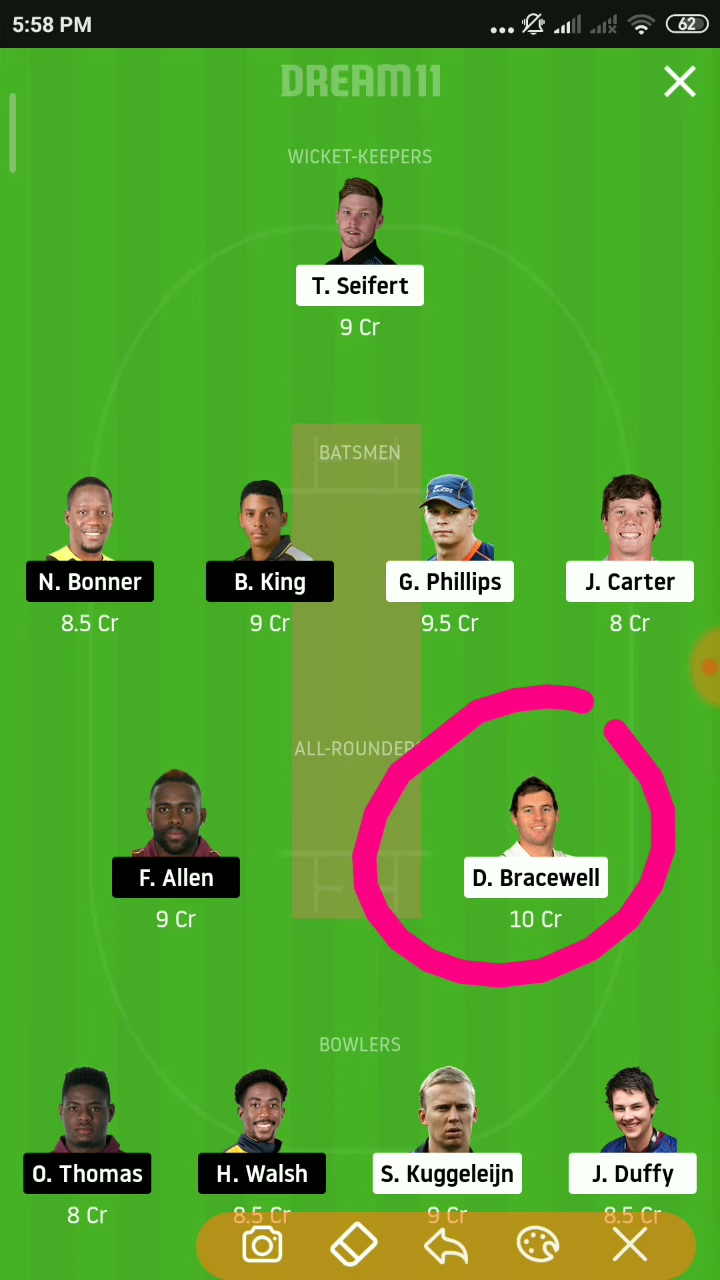 5:58 PM
62
DREAM11
WICKET-KEEPERS
T. Seifert
9 Cr
BATSMEN
N. Bonner B. King G. Phillips J. Carter
8.5 Cr 9 Cr 9.5 Cr 8 Cr
ALL-ROUNDERS
F. Allen D. Bracewell
9 Cr 10 Cr
BOWLERS
O. Thomas H. Walsh S. Kuggeleijn J. Duffy
8 Cr 8.5 Cr 9 Cr 8.5 Cr